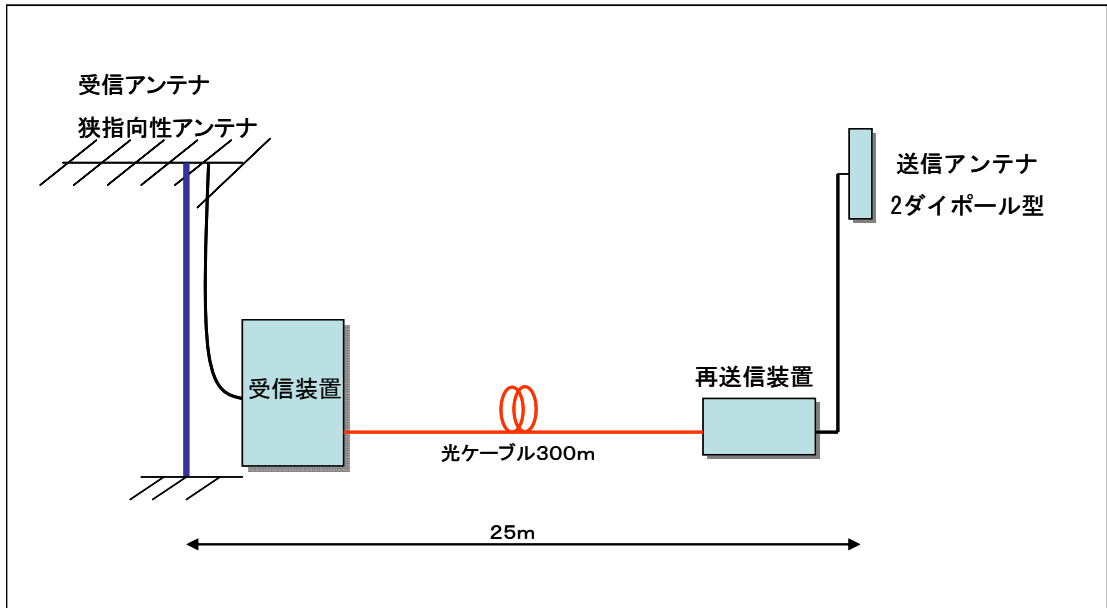 受信アンテナ
狭指向性アンテナ
送信アンテナ
2ダイポール型
受信装置
再送信装置
光ケーブル300m
25m